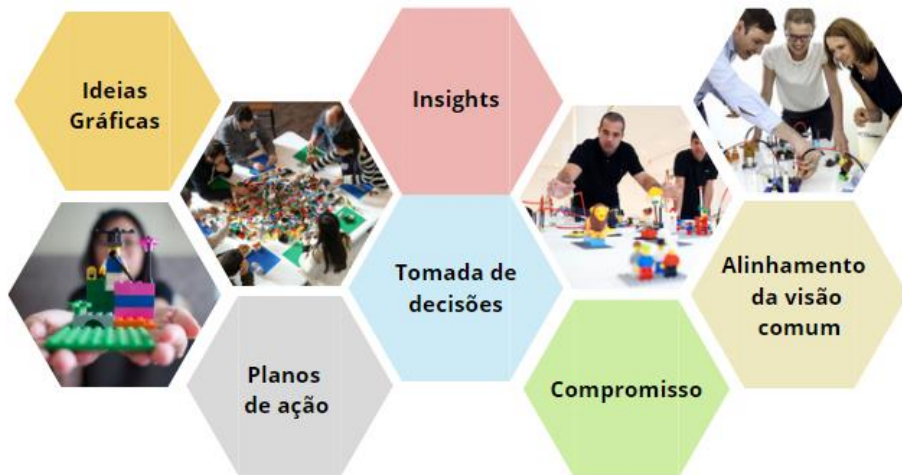 Ideias
Gráficas
Insights
Tomada de
decisões
Alinhamento
da visão
comum
Planos
de ação
Compromisso